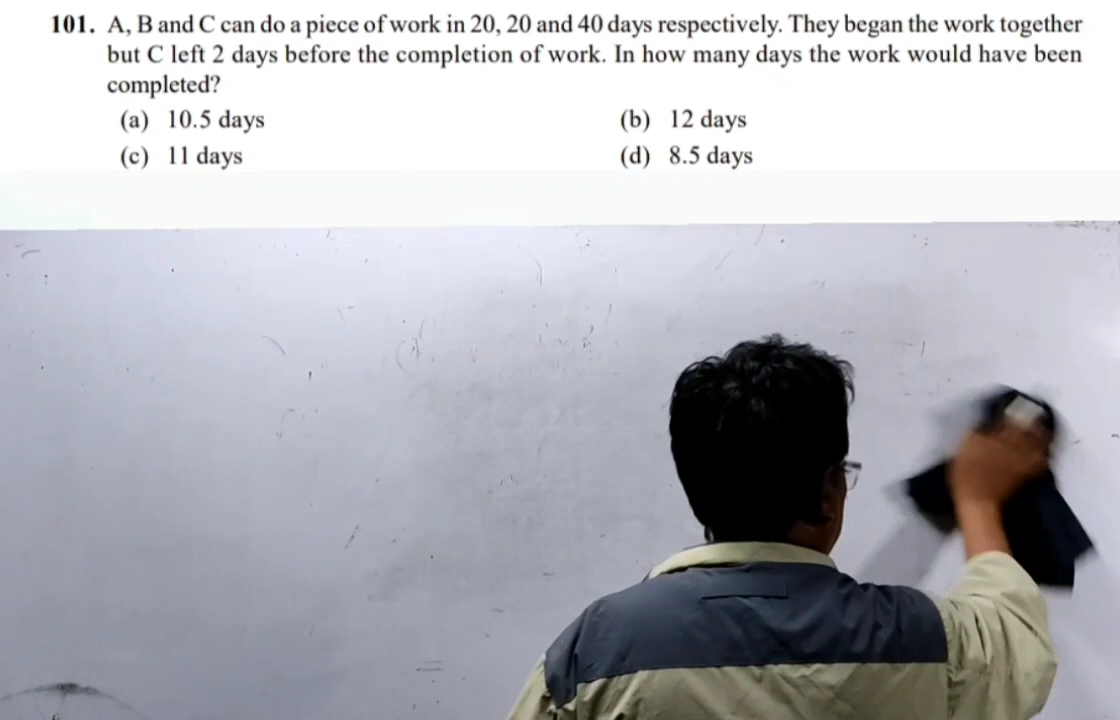 101. A, B and C can do a piece of work in 20, 20 and 40 days respectively. They began the work together
but C left 2 days before the completion of work. In how many days the work would have been
completed?
(a) 10.5 days (b) 12 days
(c) 11 days (d) 8.5 days